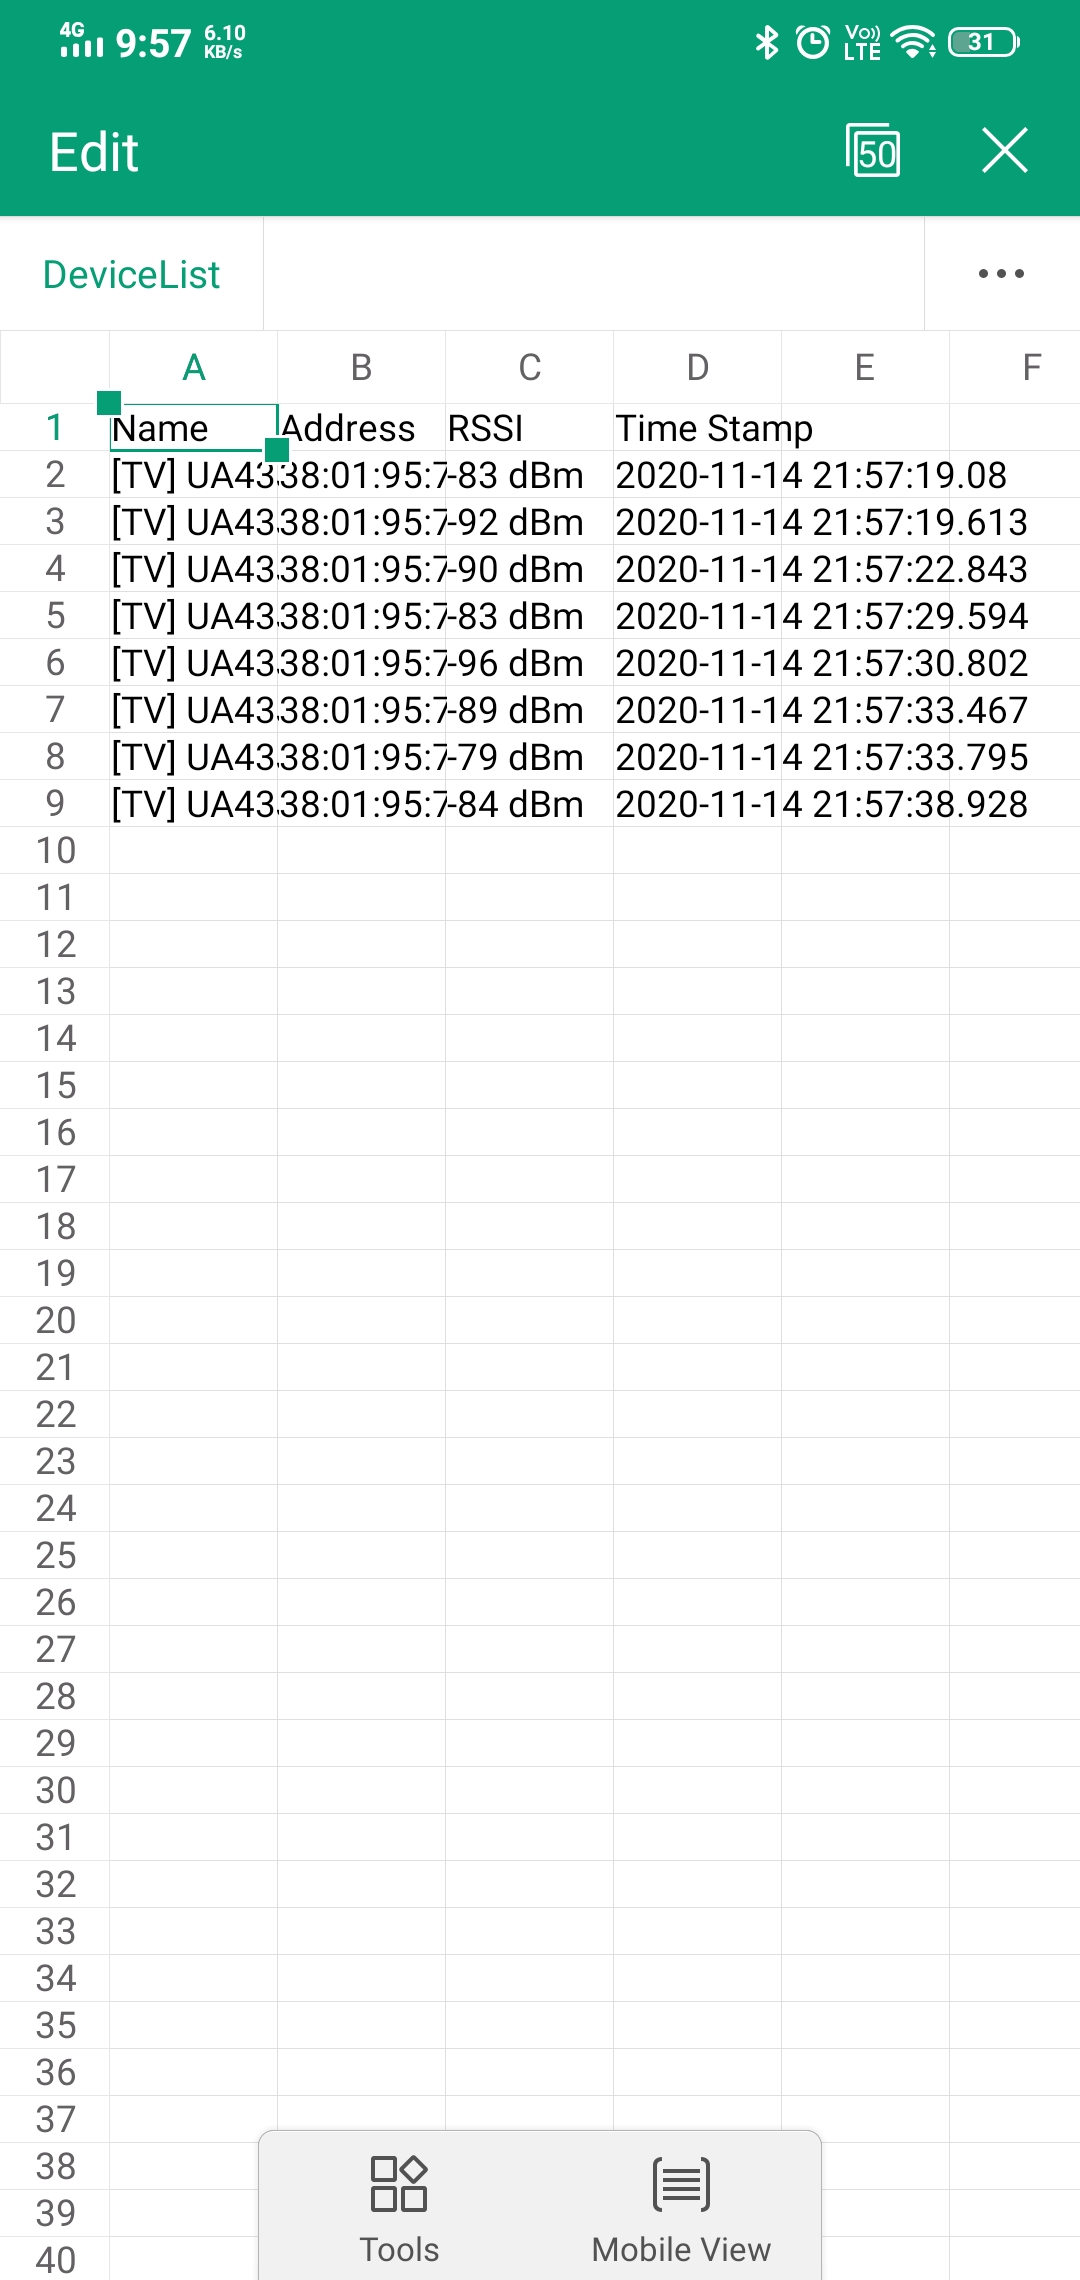 4G 9:57 6.10 KB/s Vo)) LTE 31
Edit 50
DeviceList
A B C D E F
1 Name Address RSSI Time Stamp
2 [TV] UA43 38:01:95:7 -83 dBm 2020-11-14 21:57:19.08
3 [TV] UA43 38:01:95:7 -92 dBm 2020-11-14 21:57:19.613
4 [TV] UA43 38:01:95:7 -90 dBm 2020-11-14 21:57:22.843
5 [TV] UA43 38:01:95:7 -83 dBm 2020-11-14 21:57:29.594
6 [TV] UA43 38:01:95:7 -96 dBm 2020-11-14 21:57:30.802
7 [TV] UA43 38:01:95:7 -89 dBm 2020-11-14 21:57:33.467
8 [TV] UA43 38:01:95:7 -79 dBm 2020-11-14 21:57:33.795
9 [TV] UA43 38:01:95:7 -84 dBm 2020-11-14 21:57:38.928
10
11
12
13
14
15
16
17
18
19
20
21
22
23
24
25
26
27
28
29
30
31
32
33
34
35
36
37
38
39
40
Tools Mobile View